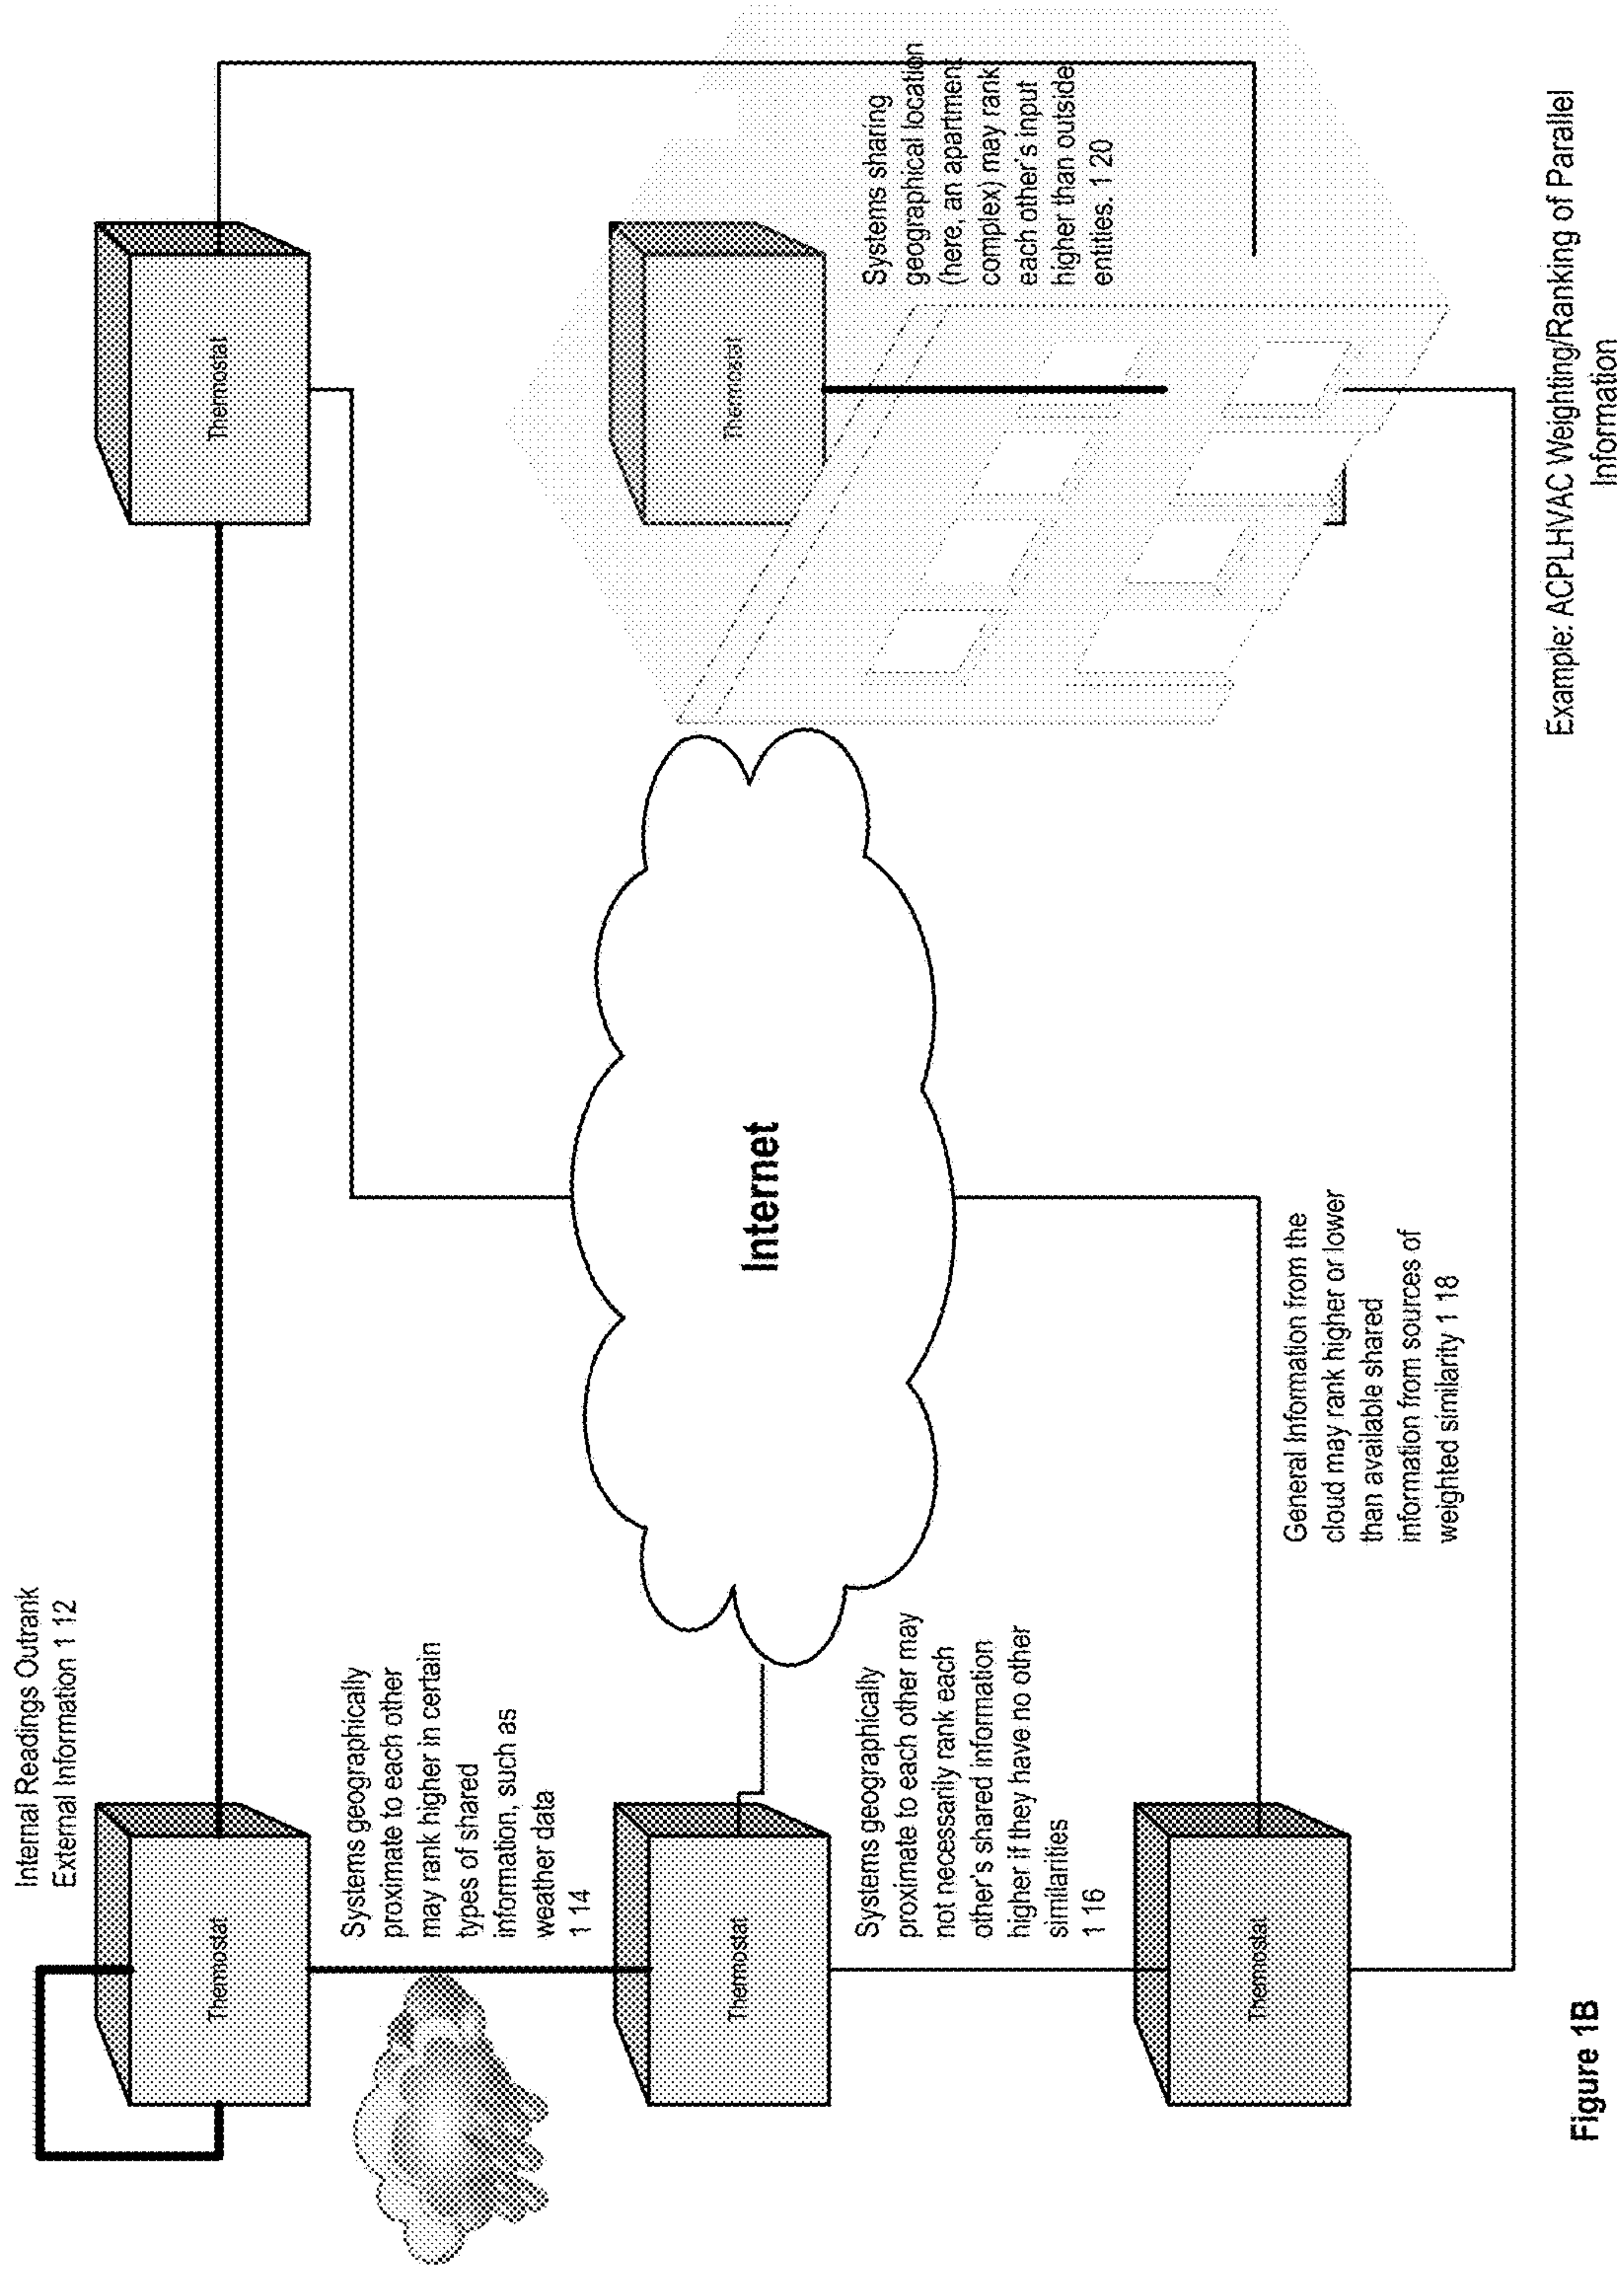 Internal Readings Outrank
External Information 1 12
Thermostat
Thermostat
Systems geographically
proximate to each other
may rank higher in certain
types of shared
information, such as
weather data
1 14
Thermostat
Internet
Thermostat
Systems sharing
geographical location
(here, an apartment
complex) may rank
each other's input
higher than outside
entities. 1 20
Systems geographically
proximate to each other may
not necessarily rank each
other's shared information
higher if they have no other
similarities
1 16
Thermostat
General Information from the
cloud may rank higher or lower
than available shared
information from sources of
weighted similarity 1 18
Figure 1B
Example: ACPLHVAC Weighting/Ranking of Parallel
Information